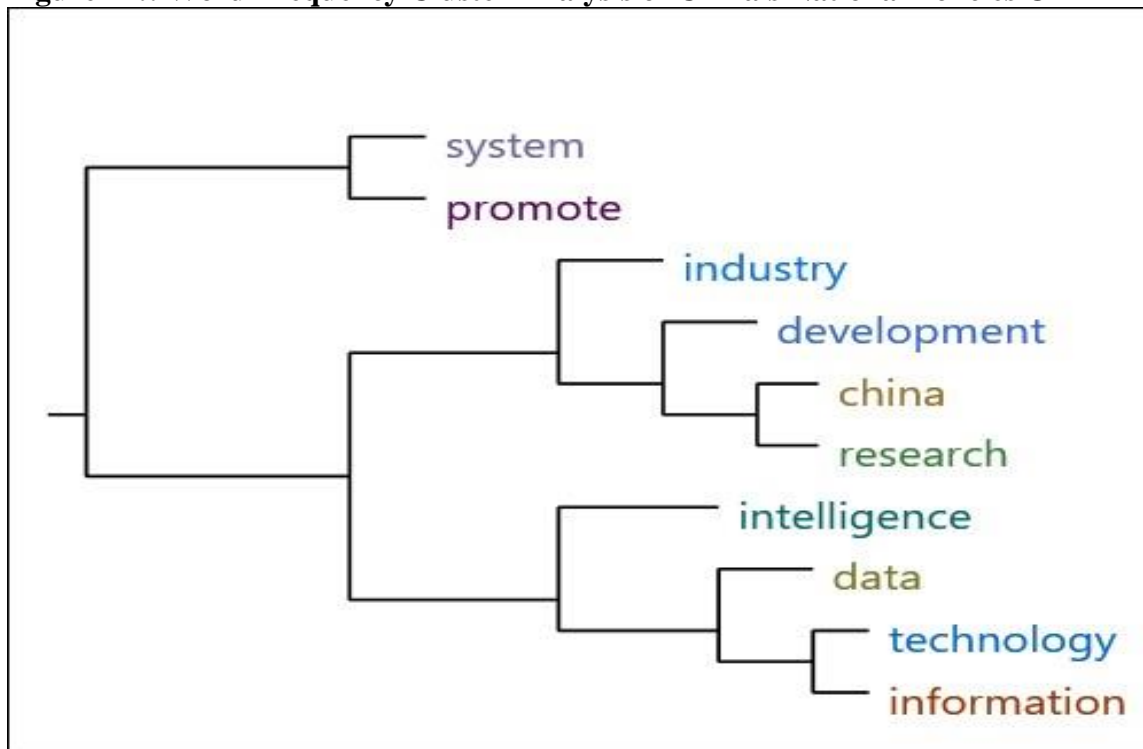 system
promote
industry
development
china
research
intelligence
data
technology
information